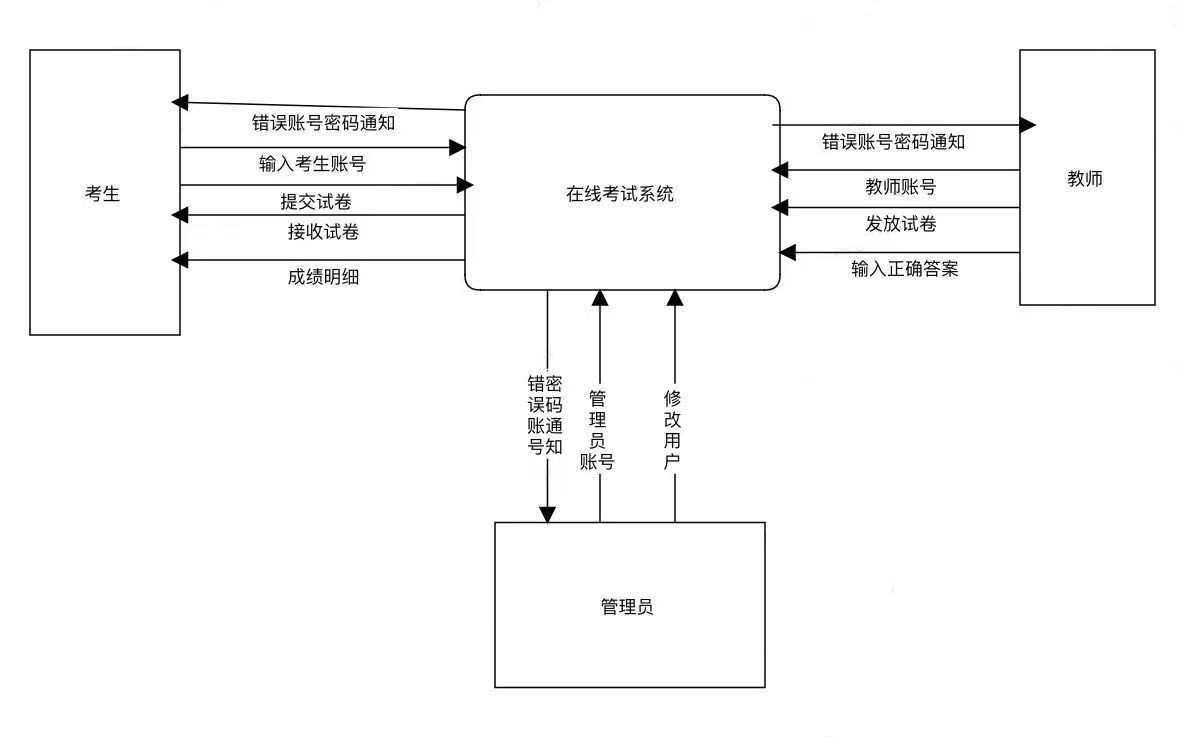 考生
错误账号密码通知
输入考生账号
提交试卷
接收试卷
成绩明细
在线考试系统
错误账号密码通知
教师账号
发放试卷
输入正确答案
教师
错误账号
密码通知
管理员
账号
修改用户
管理员